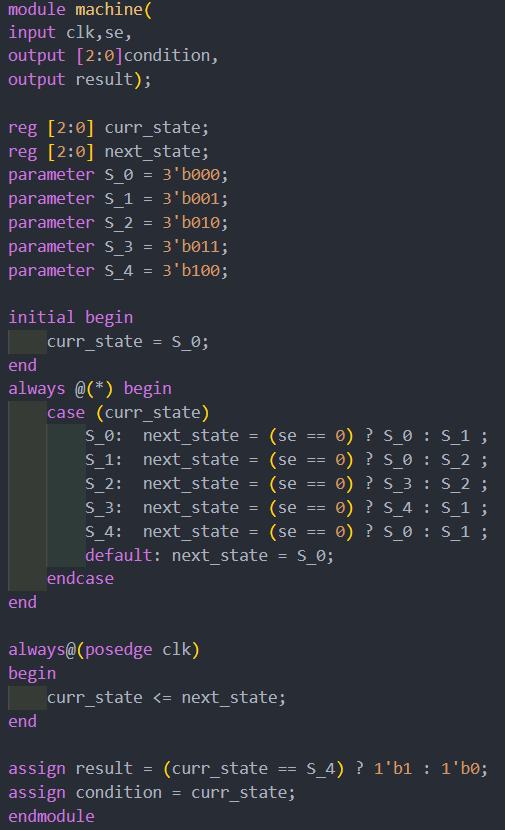 module machine(
input clk,se,
output [2:0]condition,
output result);

reg [2:0] curr_state;
reg [2:0] next_state;
parameter S_0 = 3'b000;
parameter S_1 = 3'b001;
parameter S_2 = 3'b010;
parameter S_3 = 3'b011;
parameter S_4 = 3'b100;

initial begin
    curr_state = S_0;
end
always @(*) begin
    case (curr_state)
        S_0:  next_state = (se == 0) ? S_0 : S_1 ;
        S_1:  next_state = (se == 0) ? S_0 : S_2 ;
        S_2:  next_state = (se == 0) ? S_3 : S_2 ;
        S_3:  next_state = (se == 0) ? S_4 : S_1 ;
        S_4:  next_state = (se == 0) ? S_0 : S_1 ;
        default: next_state = S_0;
    endcase
end

always@(posedge clk)
begin
    curr_state <= next_state;
end

assign result = (curr_state == S_4) ? 1'b1 : 1'b0;
assign condition = curr_state;
endmodule